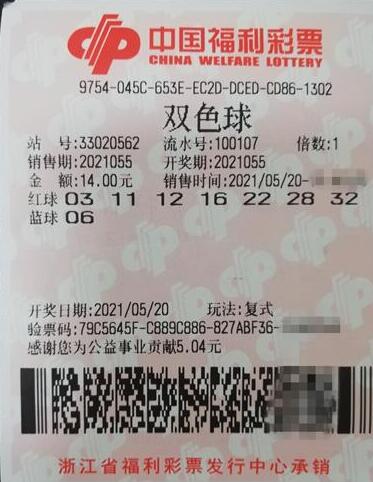 中国福利彩票
CHINA WELFARE LOTTERY
9754-045C-653E-EC2D-DCED-CD86-1302
双色球
站 号:33020562 流水号:100107 倍数:1
销售期:2021055 开奖期:2021055
金 额:14.00元 销售时间:2021/05/20-
红球 03 11 12 16 22 28 32
蓝球 06
开奖日期:2021/05/20 玩法:复式
验票码:79C5645F-C889C886-827ABF36-
感谢您为公益事业贡献5.04元
浙江省福利彩票发行中心承销